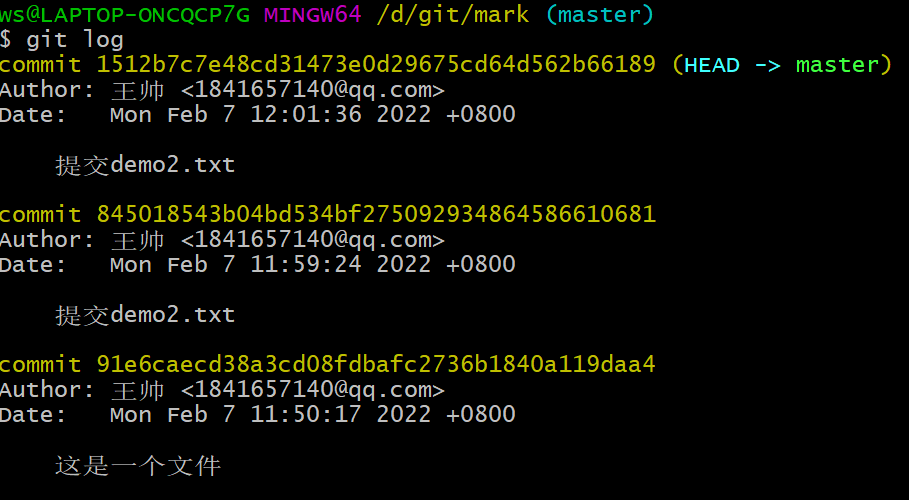 ws@LAPTOP-ONCQCP7G MINGW64 /d/git/mark (master)
$ git log
commit 1512b7c7e48cd31473e0d29675cd64d562b66189 (HEAD -> master)
Author: 王帅 <1841657140@qq.com>
Date:   Mon Feb 7 12:01:36 2022 +0800
提交demo2.txt
commit 845018543b04bd534bf275092934864586610681
Author: 王帅 <1841657140@qq.com>
Date:   Mon Feb 7 11:59:24 2022 +0800
提交demo2.txt
commit 91e6caecd38a3cd08fdbafc2736b1840a119daa4
Author: 王帅 <1841657140@qq.com>
Date:   Mon Feb 7 11:50:17 2022 +0800
这是一个文件